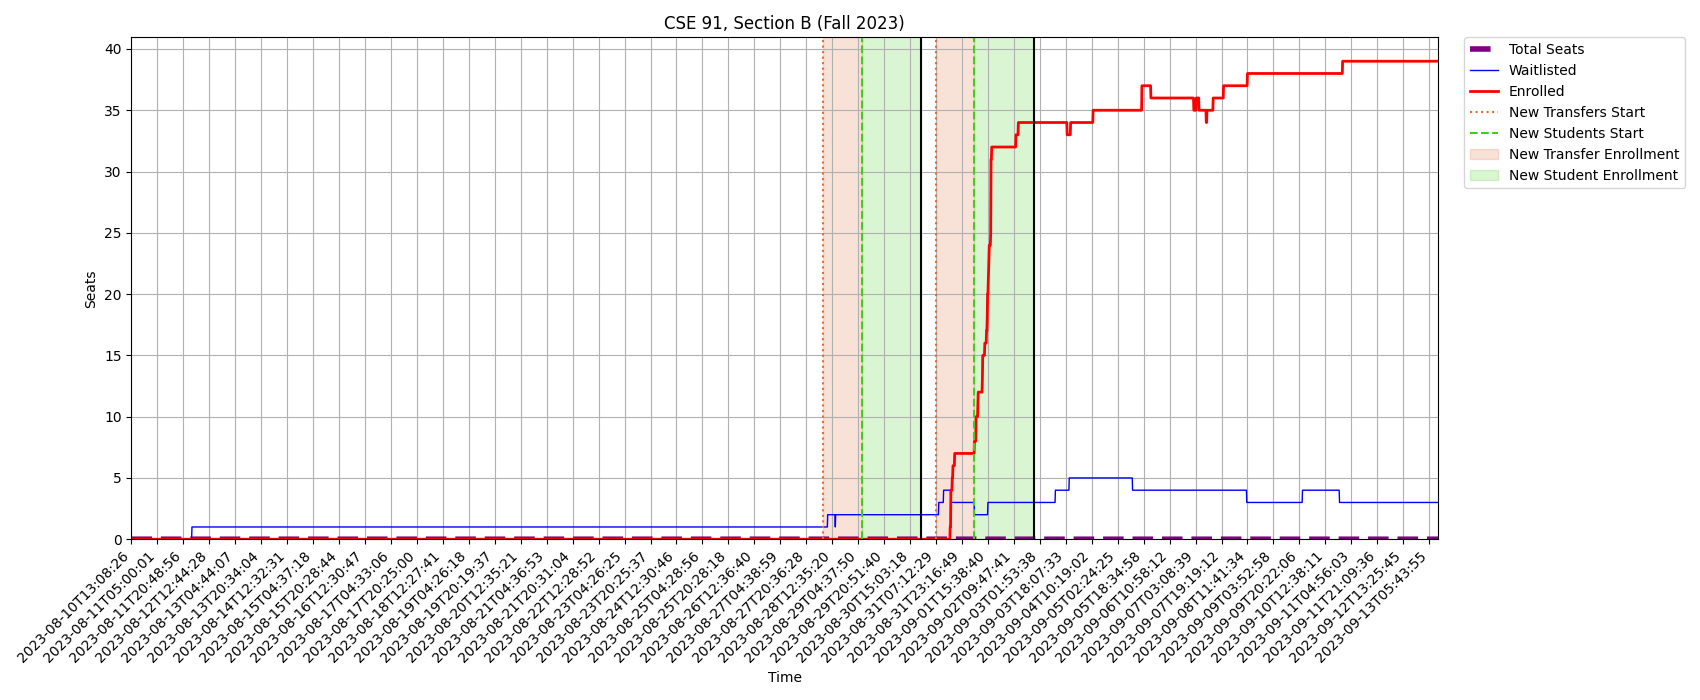 CSE 91, Section B (Fall 2023)
Seats
40
35
30
25
20
15
10
5
0
2023-08-10T13:08:26
2023-08-11T05:00:01
2023-08-11T20:48:56
2023-08-12T12:44:28
2023-08-13T04:44:07
2023-08-13T20:34:04
2023-08-14T12:32:31
2023-08-15T04:37:18
2023-08-15T20:28:44
2023-08-16T12:30:47
2023-08-17T04:33:06
2023-08-17T20:25:00
2023-08-18T12:27:41
2023-08-19T04:26:18
2023-08-19T20:19:37
2023-08-20T12:35:21
2023-08-21T04:36:53
2023-08-21T20:31:04
2023-08-22T12:28:52
2023-08-23T04:26:25
2023-08-23T20:25:37
2023-08-24T12:30:46
2023-08-25T04:28:56
2023-08-25T20:28:18
2023-08-26T12:36:40
2023-08-27T04:38:59
2023-08-27T20:36:28
2023-08-28T12:35:20
2023-08-29T04:37:50
2023-08-29T20:51:40
2023-08-30T15:03:18
2023-08-31T07:12:29
2023-08-31T23:16:49
2023-09-01T15:38:40
2023-09-02T09:47:41
2023-09-03T01:53:38
2023-09-03T18:07:33
2023-09-04T10:19:02
2023-09-05T02:24:25
2023-09-05T18:34:58
2023-09-06T10:58:12
2023-09-07T03:08:39
2023-09-07T19:19:12
2023-09-08T11:41:34
2023-09-09T03:52:58
2023-09-09T20:22:06
2023-09-10T12:38:11
2023-09-11T04:56:03
2023-09-11T21:09:36
2023-09-12T13:25:45
2023-09-13T05:43:55
Time
Total Seats
Waitlisted
Enrolled
New Transfers Start
New Students Start
New Transfer Enrollment
New Student Enrollment